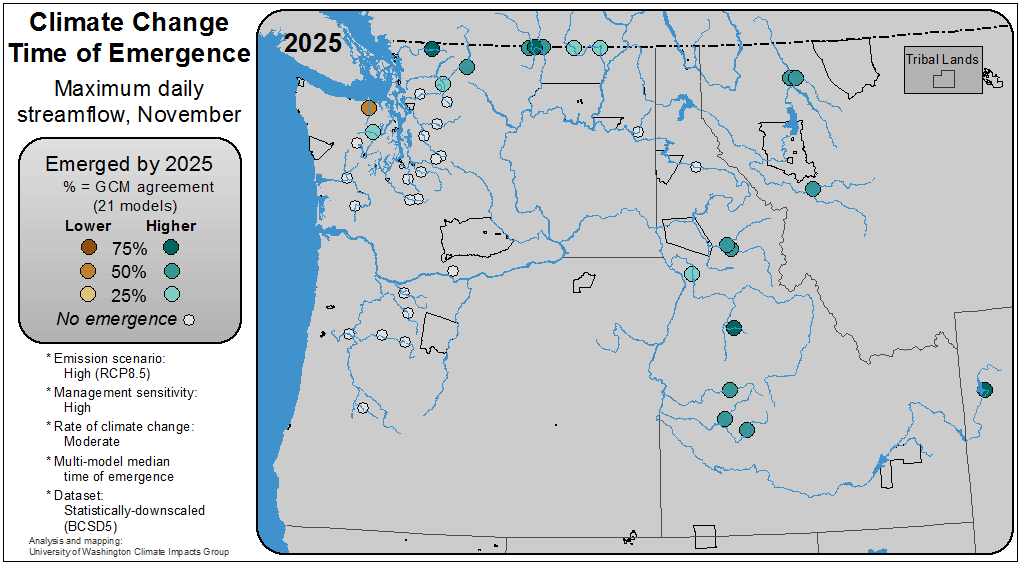 Climate Change
Time of Emergence
Maximum daily
streamflow, November
Emerged by 2025
% = GCM agreement
(21 models)
Lower Higher
75%
50%
25%
No emergence
* Emission scenario:
High (RCP8.5)
* Management sensitivity:
High
* Rate of climate change:
Moderate
* Multi-model median
time of emergence
* Dataset:
Statistically-downscaled
(BCSD5)
Analysis and mapping:
University of Washington Climate Impacts Group
2025
Tribal Lands